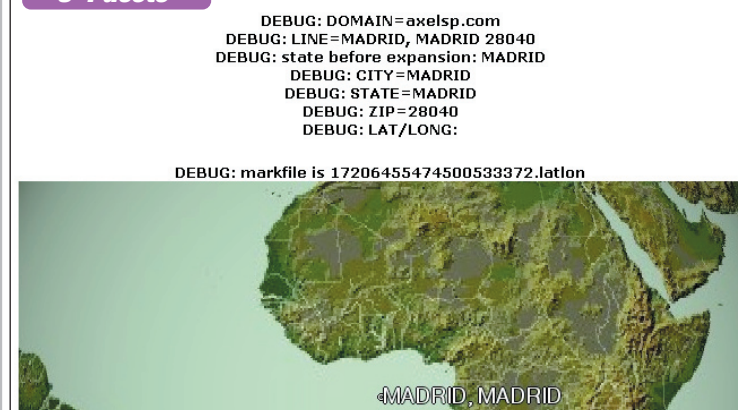 DEBUG: DOMAIN=axelsp.com
DEBUG: LINE=MADRID, MADRID 28040
DEBUG: state before expansion: MADRID
DEBUG: CITY=MADRID
DEBUG: STATE=MADRID
DEBUG: ZIP=28040
DEBUG: LAT/LONG:
DEBUG: markfile is 17206455474500533372.latlon
MADRID, MADRID